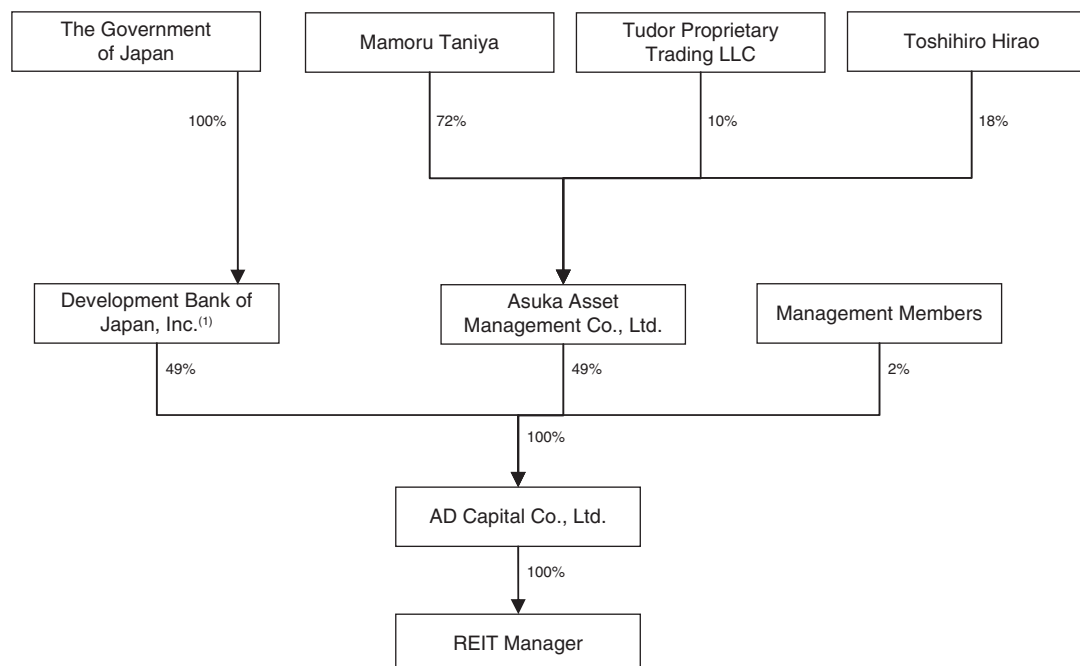 The Government
of Japan
Mamoru Taniya
Tudor Proprietary
Trading LLC
Toshihiro Hirao
100%
72%
10%
18%
Development Bank of
Japan, Inc.(1)
Asuka Asset
Management Co., Ltd.
Management Members
49%
49%
2%
100%
AD Capital Co., Ltd.
100%
REIT Manager